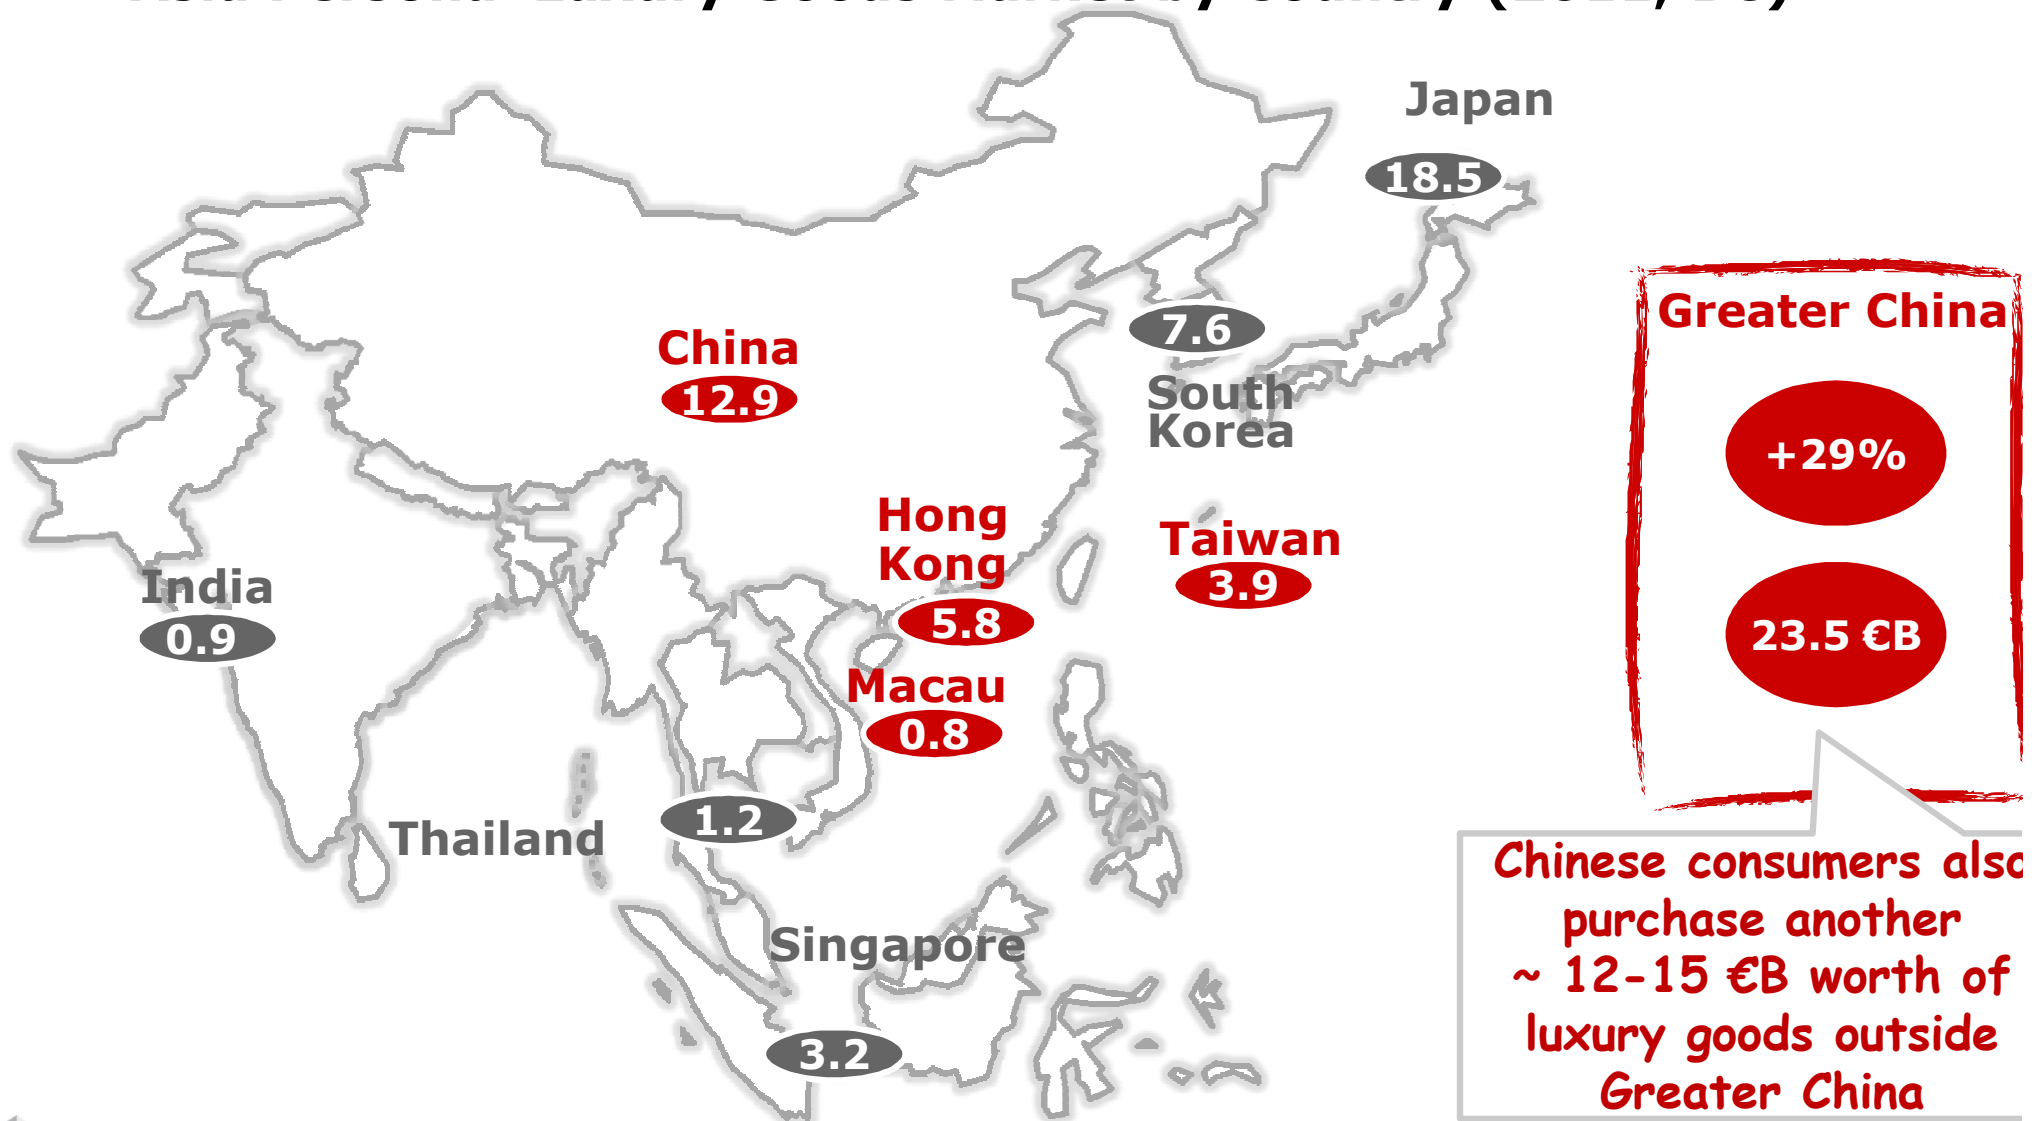 Japan
18.5
Greater China
7.6
China
12.9
South
Korea
+29%
Hong
Kong
5.8
Taiwan
3.9
India
0.9
23.5 €B
Macau
0.8
Thailand
1.2
Chinese consumers also
purchase another
~ 12-15 €B worth of
luxury goods outside
Greater China
Singapore
3.2